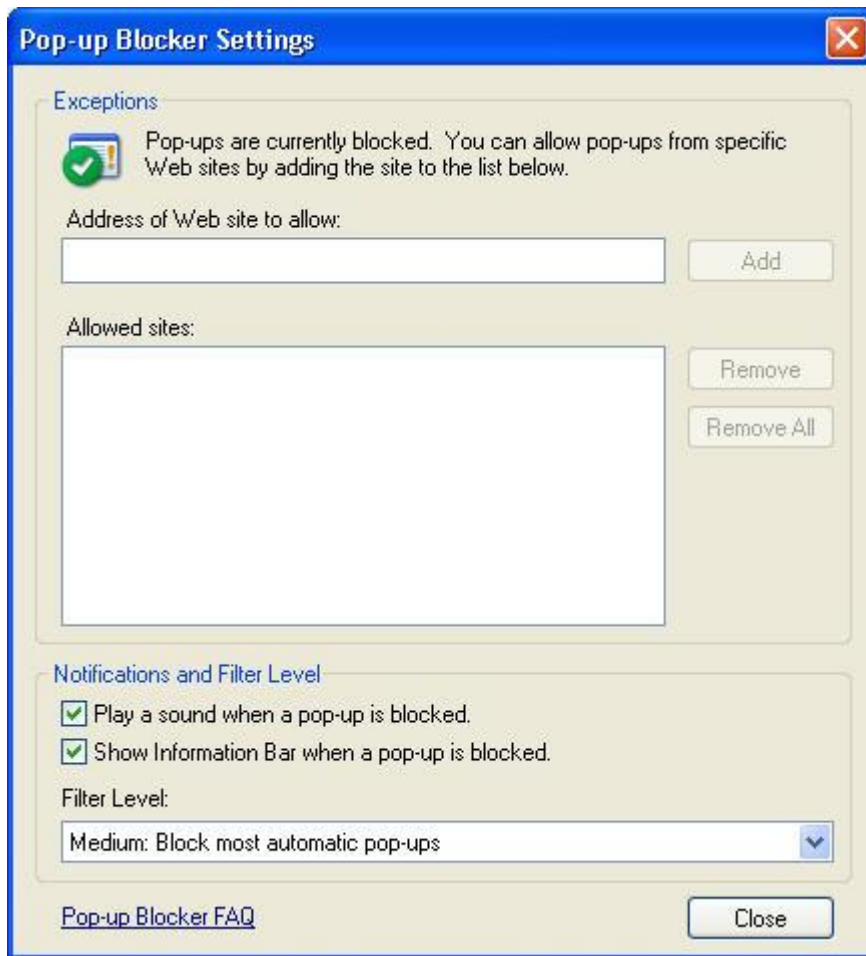 Pop-up Blocker Settings
Exceptions
Pop-ups are currently blocked. You can allow pop-ups from specific
Web sites by adding the site to the list below.
Address of Web site to allow:
Add
Allowed sites:
Remove
Remove All
Notifications and Filter Level
Play a sound when a pop-up is blocked.
Show Information Bar when a pop-up is blocked.
Filter Level:
Medium: Block most automatic pop-ups
Pop-up Blocker FAQ
Close